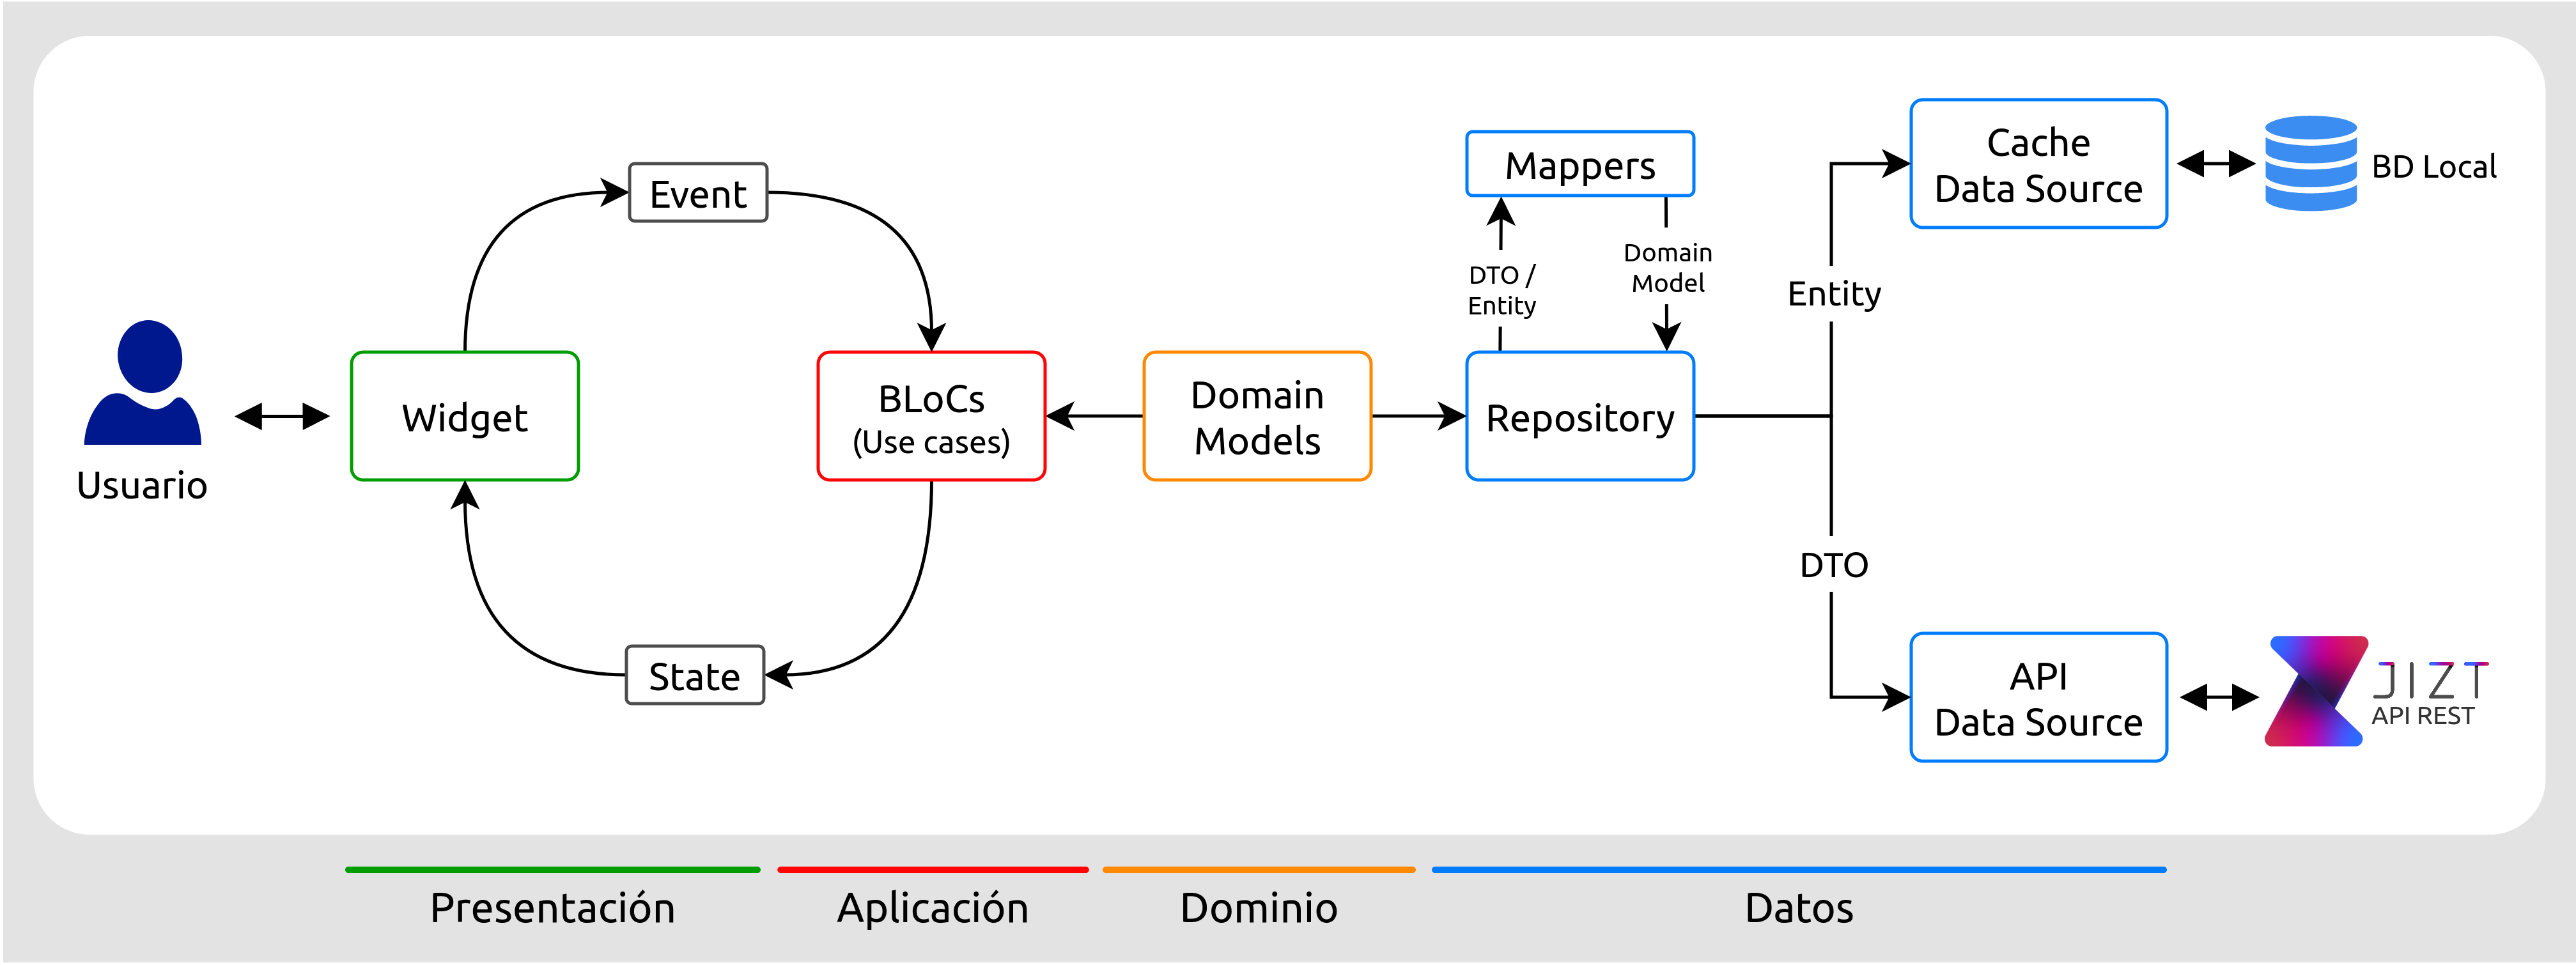 Usuario
Widget
Event
State
BLoCs
(Use cases)
Domain
Models
Mappers
DTO /
Entity
Domain
Model
Repository
Entity
DTO
Cache
Data Source
BD Local
API
Data Source
JIZT
API REST
Presentación
Aplicación
Dominio
Datos